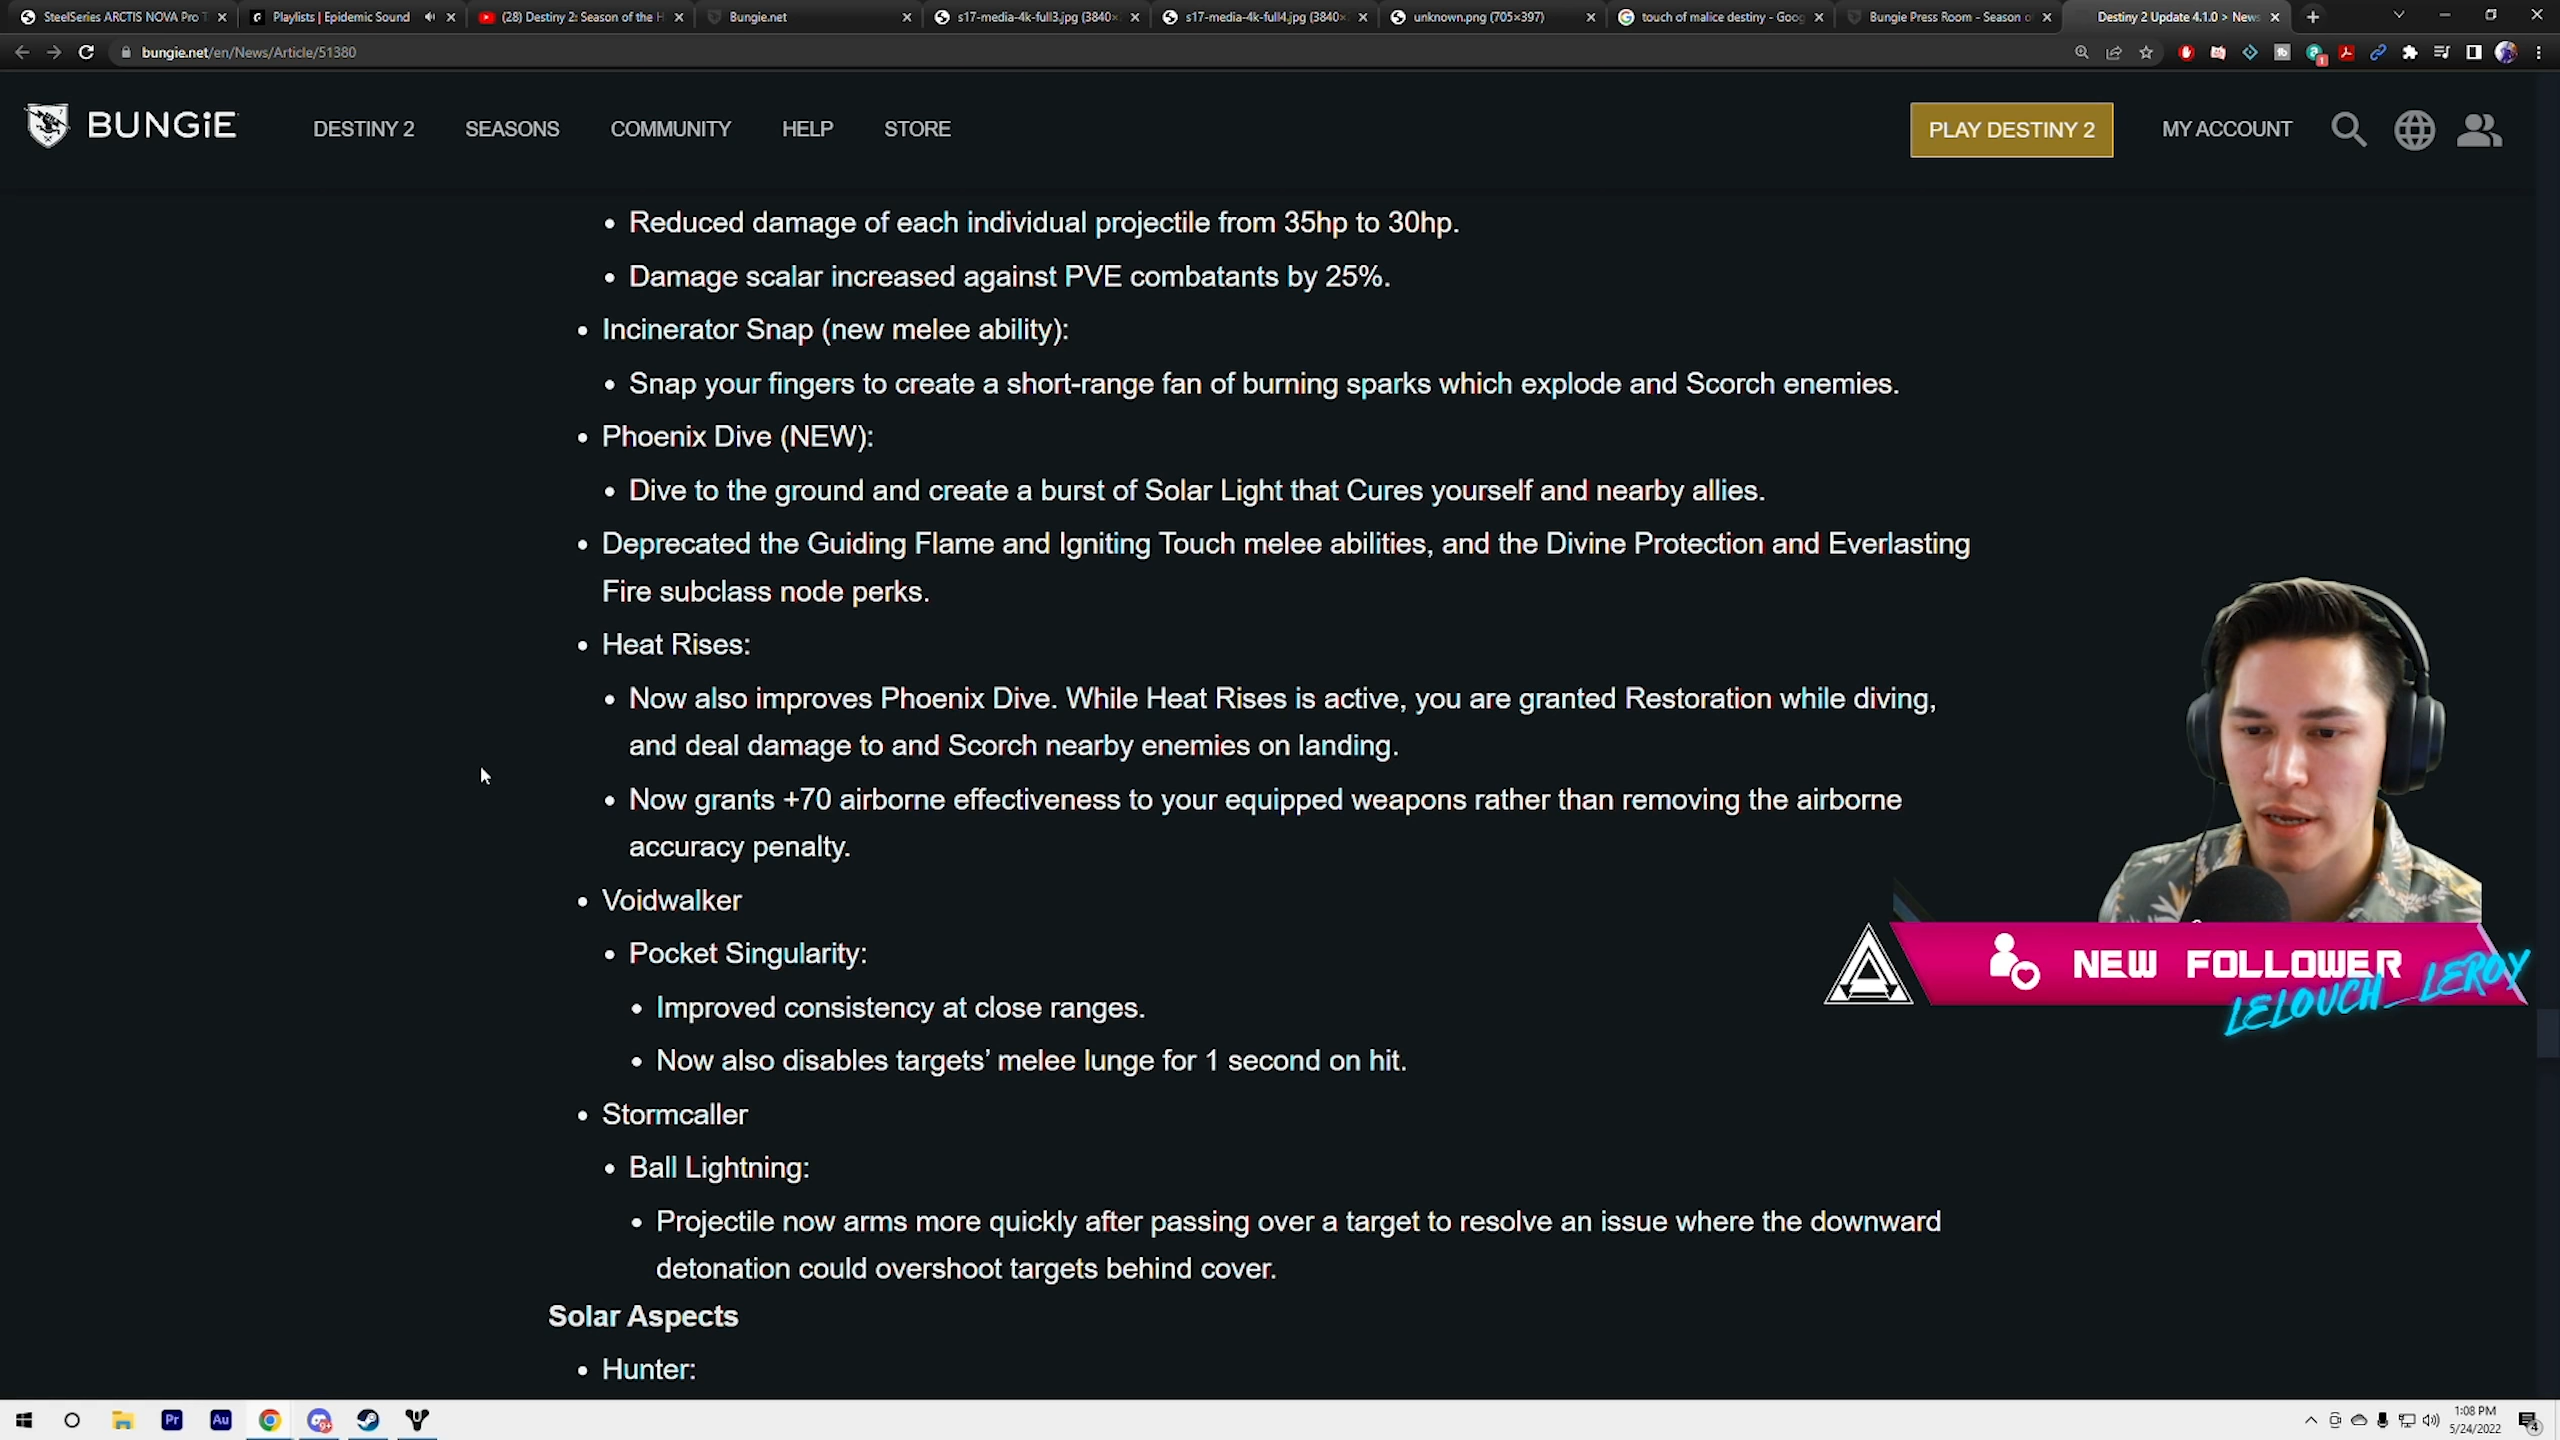 SteelSeries ARCTIS NOVA Pro T
Playlists | Epidemic Sound
(28) Destiny 2: Season of the H
Bungie.net
s17-media-4k-full3.jpg (3840×
s17-media-4k-full4.jpg (3840×
unknown.png (705×397)
touch of malice destiny - Goog
Bungie Press Room - Season o
Destiny 2 Update 4.1.0 > News
bungie.net/en/News/Article/51380
BUNGiE
DESTINY 2
SEASONS
COMMUNITY
HELP
STORE
PLAY DESTINY 2
MY ACCOUNT
• Reduced damage of each individual projectile from 35hp to 30hp.
• Damage scalar increased against PVE combatants by 25%.
• Incinerator Snap (new melee ability):
• Snap your fingers to create a short-range fan of burning sparks which explode and Scorch enemies.
• Phoenix Dive (NEW):
• Dive to the ground and create a burst of Solar Light that Cures yourself and nearby allies.
• Deprecated the Guiding Flame and Igniting Touch melee abilities, and the Divine Protection and Everlasting
Fire subclass node perks.
• Heat Rises:
• Now also improves Phoenix Dive. While Heat Rises is active, you are granted Restoration while diving,
and deal damage to and Scorch nearby enemies on landing.
• Now grants +70 airborne effectiveness to your equipped weapons rather than removing the airborne
accuracy penalty.
• Voidwalker
• Pocket Singularity:
• Improved consistency at close ranges.
• Now also disables targets’ melee lunge for 1 second on hit.
• Stormcaller
• Ball Lightning:
• Projectile now arms more quickly after passing over a target to resolve an issue where the downward
detonation could overshoot targets behind cover.
Solar Aspects
• Hunter:
NEW FOLLOWER
LELOUCH_LEROY
Pr
Au
1:08 PM
5/24/2022